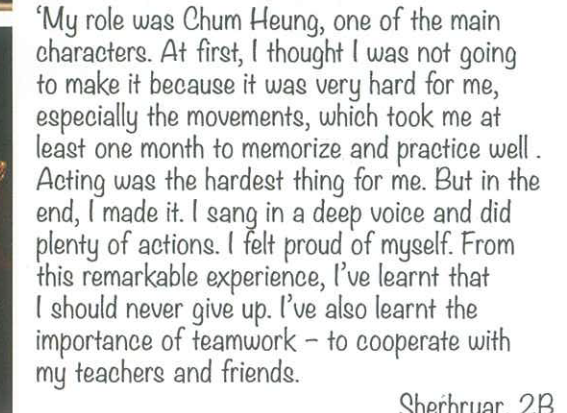 ‘My role was Chum Heung, one of the main
characters. At first, I thought I was not going
to make it because it was very hard for me,
especially the movements, which took me at
least one month to memorize and practice well .
Acting was the hardest thing for me. But in the
end, I made it. I sang in a deep voice and did
plenty of actions. I felt proud of myself. From
this remarkable experience, I’ve learnt that
I should never give up. I’ve also learnt the
importance of teamwork – to cooperate with
my teachers and friends.
Sherbruar, 2B